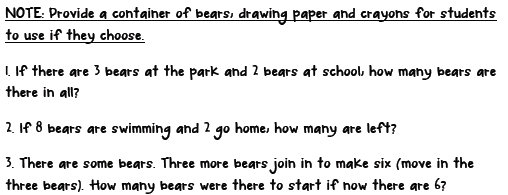 NOTE: Provide a container of bears, drawing paper and crayons for students
to use if they choose.
1. If there are 3 bears at the park and 2 bears at school, how many bears are
there in all?
2. If 8 bears are swimming and 2 go home, how many are left?
3. There are some bears. Three more bears join in to make six (move in the
three bears). How many bears were there to start if now there are 6?